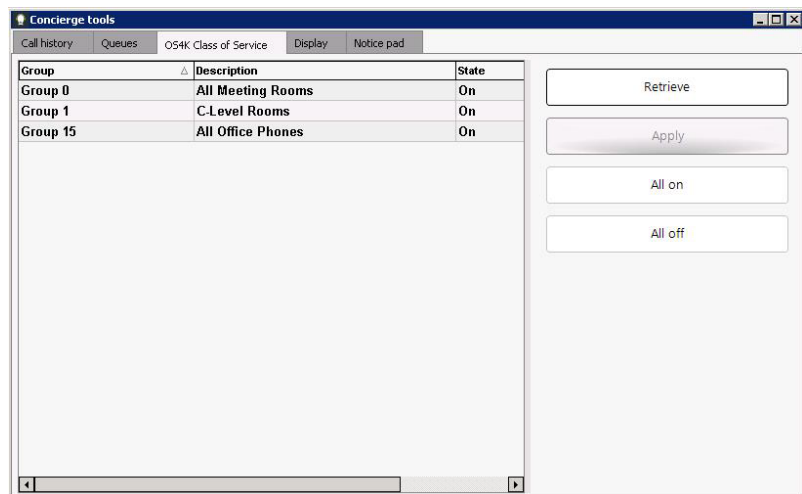 Concierge tools
Call history Queues OS4K Class of Service Display Notice pad
Group Description State
Group 0 All Meeting Rooms On
Group 1 C-Level Rooms On
Group 15 All Office Phones On
Retrieve
Apply
All on
All off